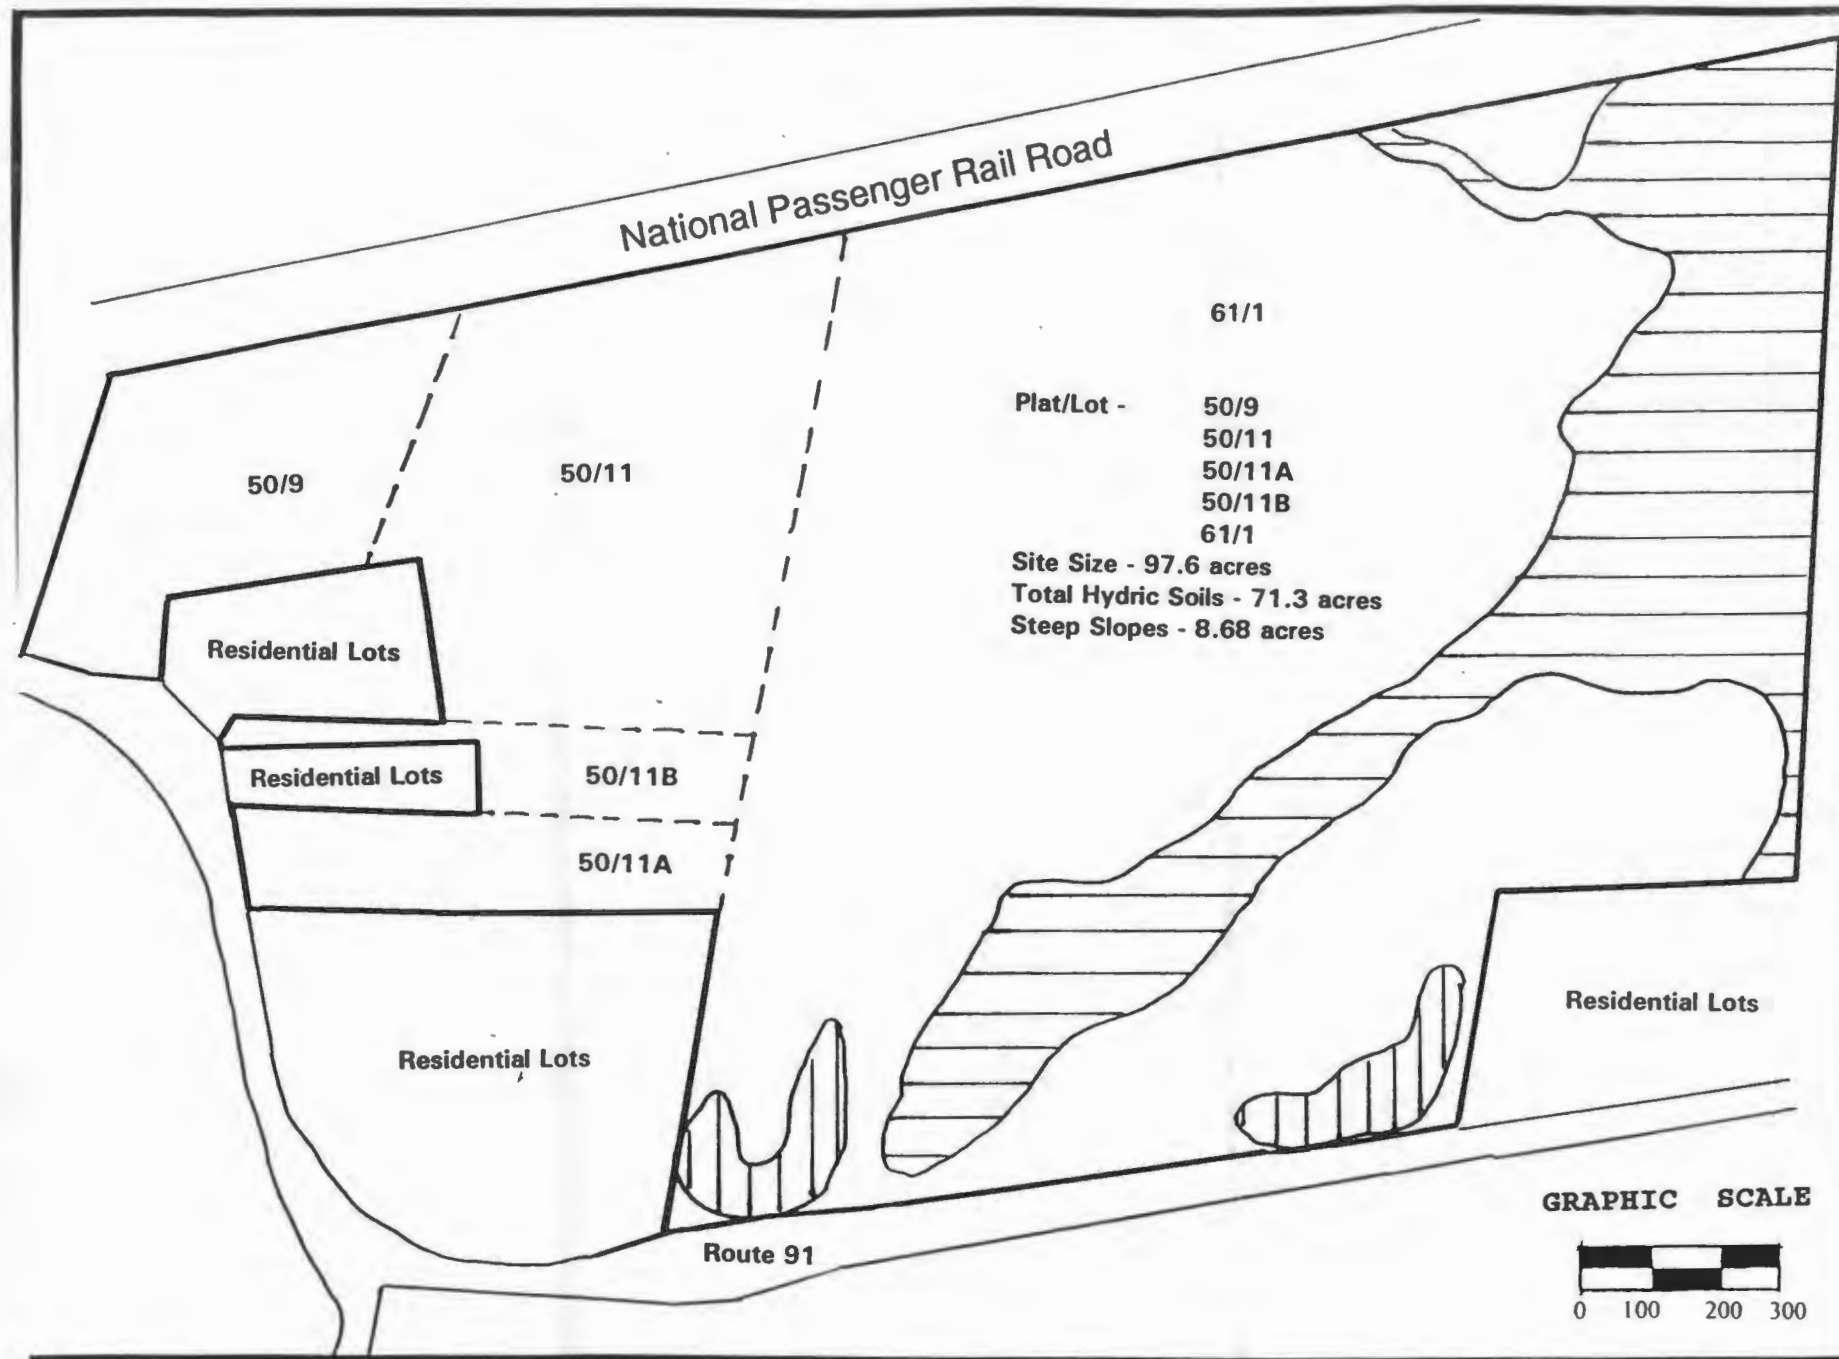 National Passenger Rail Road
61/1
Plat/Lot - 50/9
50/11
50/11A
50/11B
61/1
Site Size - 97.6 acres
Total Hydric Soils - 71.3 acres
Steep Slopes - 8.68 acres
50/9
50/11
Residential Lots
Residential Lots
50/11B
50/11A
Residential Lots
Residential Lots
Route 91
GRAPHIC SCALE
0 100 200 300